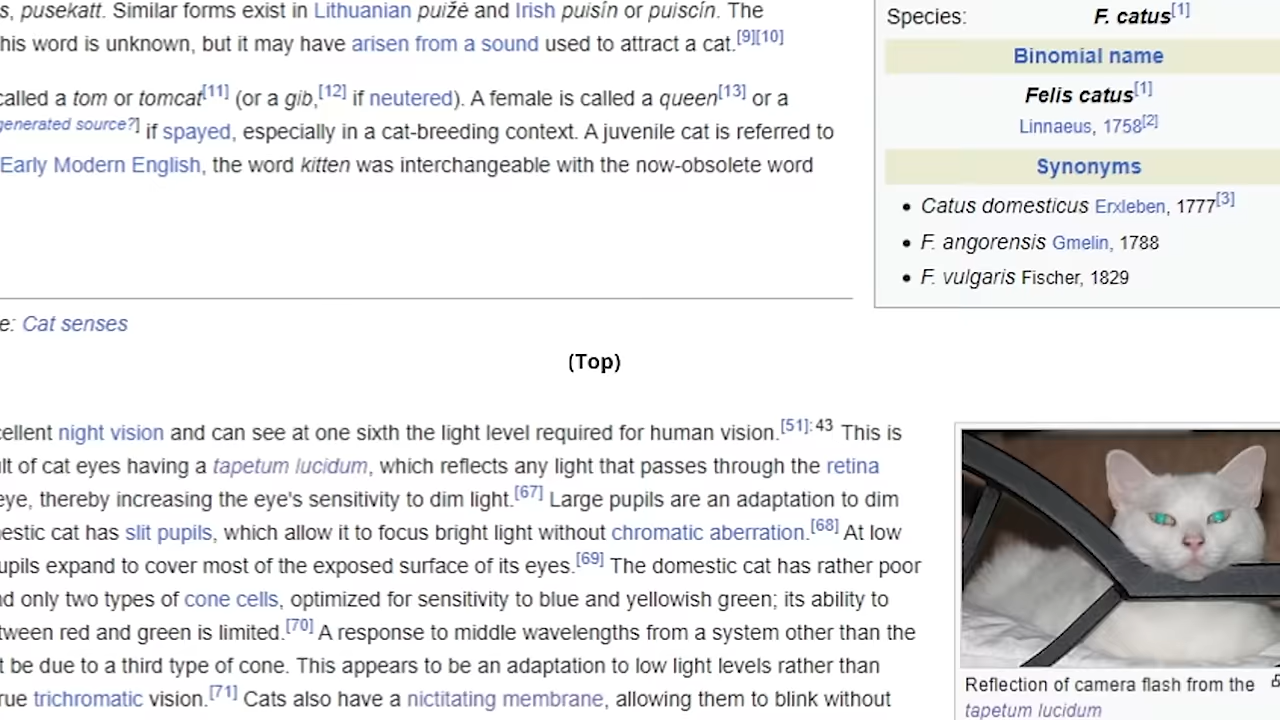 s, pusekatt. Similar forms exist in Lithuanian puižė and Irish puisín or puiscín. The
his word is unknown, but it may have arisen from a sound used to attract a cat.[9][10]
called a tom or tomcat[11] (or a gib,[12] if neutered). A female is called a queen[13] or a
generated source?] if spayed, especially in a cat-breeding context. A juvenile cat is referred to
Early Modern English, the word kitten was interchangeable with the now-obsolete word
Species: F. catus[1]
Binomial name
Felis catus[1]
Linnaeus, 1758[2]
Synonyms
• Catus domesticus Erxleben, 1777[3]
• F. angorensis Gmelin, 1788
• F. vulgaris Fischer, 1829
e: Cat senses
(Top)
cellent night vision and can see at one sixth the light level required for human vision.[51]: 43 This is
lt of cat eyes having a tapetum lucidum, which reflects any light that passes through the retina
eye, thereby increasing the eye's sensitivity to dim light.[67] Large pupils are an adaptation to dim
estic cat has slit pupils, which allow it to focus bright light without chromatic aberration.[68] At low
upils expand to cover most of the exposed surface of its eyes.[69] The domestic cat has rather poor
d only two types of cone cells, optimized for sensitivity to blue and yellowish green; its ability to
tween red and green is limited.[70] A response to middle wavelengths from a system other than the
t be due to a third type of cone. This appears to be an adaptation to low light levels rather than
rue trichromatic vision.[71] Cats also have a nictitating membrane, allowing them to blink without
Reflection of camera flash from the
tapetum lucidum